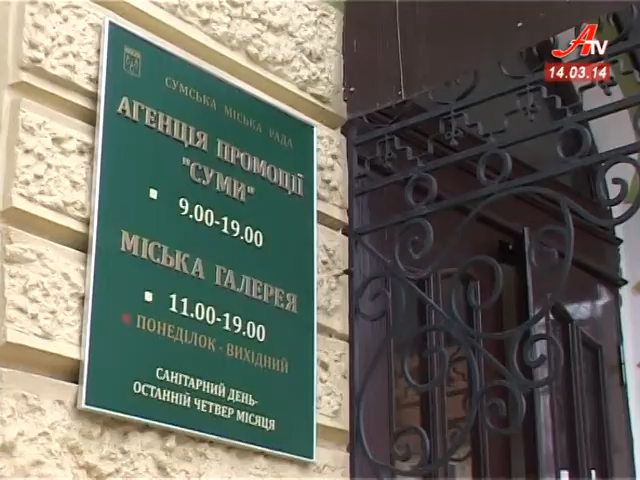 ATV
14.03.14
СУМСЬКА МІСЬКА РАДА
АГЕНЦІЯ ПРОМОЦІЇ
"СУМИ"
9.00-19.00
МІСЬКА ГАЛЕРЕЯ
11.00-19.00
ПОНЕДІЛОК - ВИХІДНИЙ
САНІТАРНИЙ ДЕНЬ-
ОСТАННІЙ ЧЕТВЕР МІСЯЦЯ